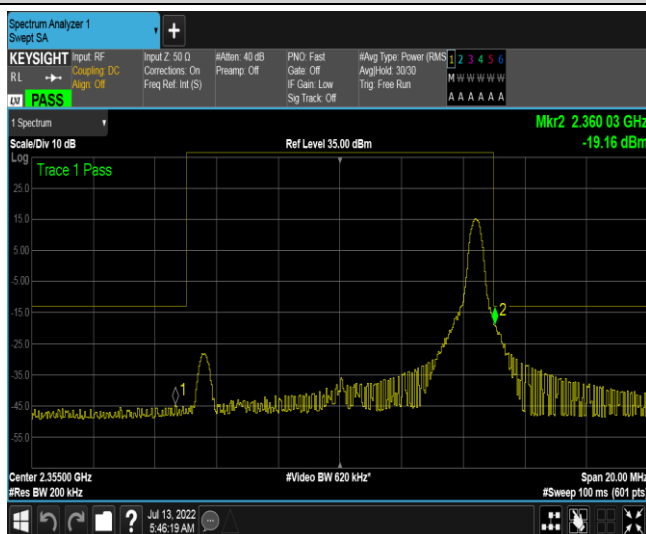 Spectrum Analyzer 1
Swept SA
+
KEYSIGHT Input: RF Input Z: 50 Ω #Atten: 40 dB PNO: Fast #Avg Type: Power (RMS 1 2 3 4 5 6
RL Coupling: DC Corrections: On Preamp: Off Gate: Off Avg|Hold: 30/30 M W W W W W
Align: Off Freq Ref: Int (S) IF Gain: Low Trig: Free Run
LXI PASS Sig Track: Off A A A A A A
1 Spectrum Mkr2 2.360 03 GHz
Scale/Div 10 dB Ref Level 35.00 dBm -19.16 dBm
Log
Trace 1 Pass
25.0
15.0
5.00
-5.00
2
-15.0
-25.0
-35.0
1
-45.0
-55.0
Center 2.35500 GHz #Video BW 620 kHz* Span 20.00 MHz
#Res BW 200 kHz #Sweep 100 ms (601 pts)
? Jul 13, 2022
5:46:19 AM